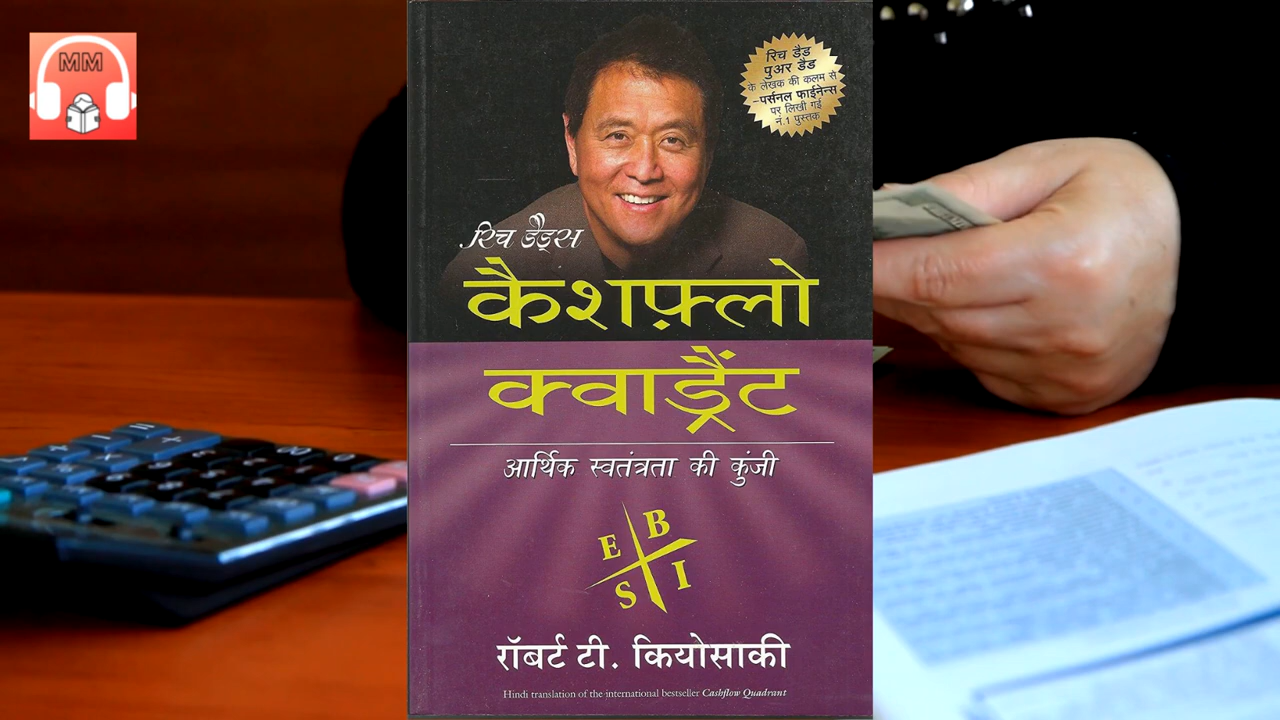 MM
रिच डैड
पुअर डैड
के लेखक की कलम से
-पर्सनल फाईनेन्स
पर लिखी गई
नं.1 पुस्तक
रिच डैड्स
कैशफ़्लो
क्वाड्रैंट
आर्थिक स्वतंत्रता की कुंजी
E B
S I
रॉबर्ट टी. कियोसाकी
Hindi translation of the international bestseller Cashflow Quadrant